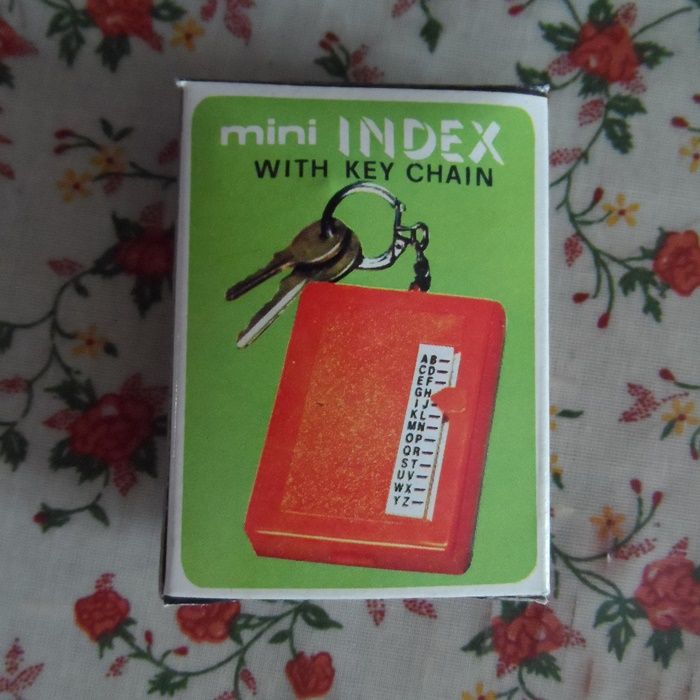 mini INDEX
WITH KEY CHAIN
AB
CD
EF
GH
IJ
KL
MN
OP
QR
ST
UV
WX
YZ